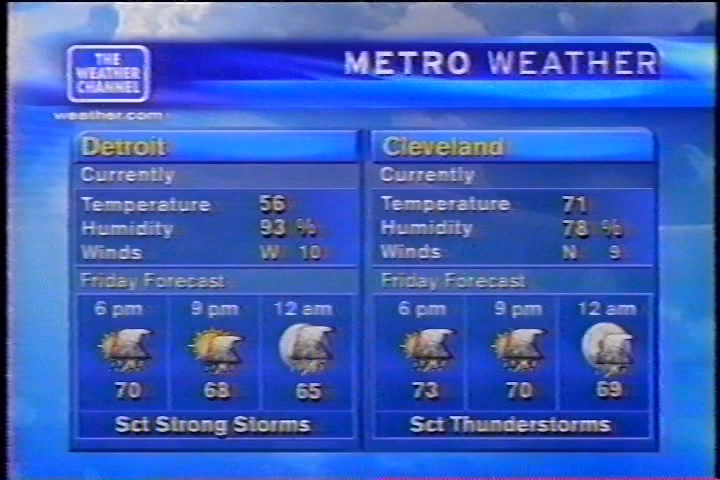 THE
WEATHER
CHANNEL
weather.com
METRO WEATHER
Detroit
Currently
Temperature 56
Humidity 93 %
Winds W 10
Friday Forecast
6 pm 9 pm 12 am
70 68 65
Sct Strong Storms
Cleveland
Currently
Temperature 71
Humidity 78 %
Winds N 9
Friday Forecast
6 pm 9 pm 12 am
73 70 69
Sct Thunderstorms